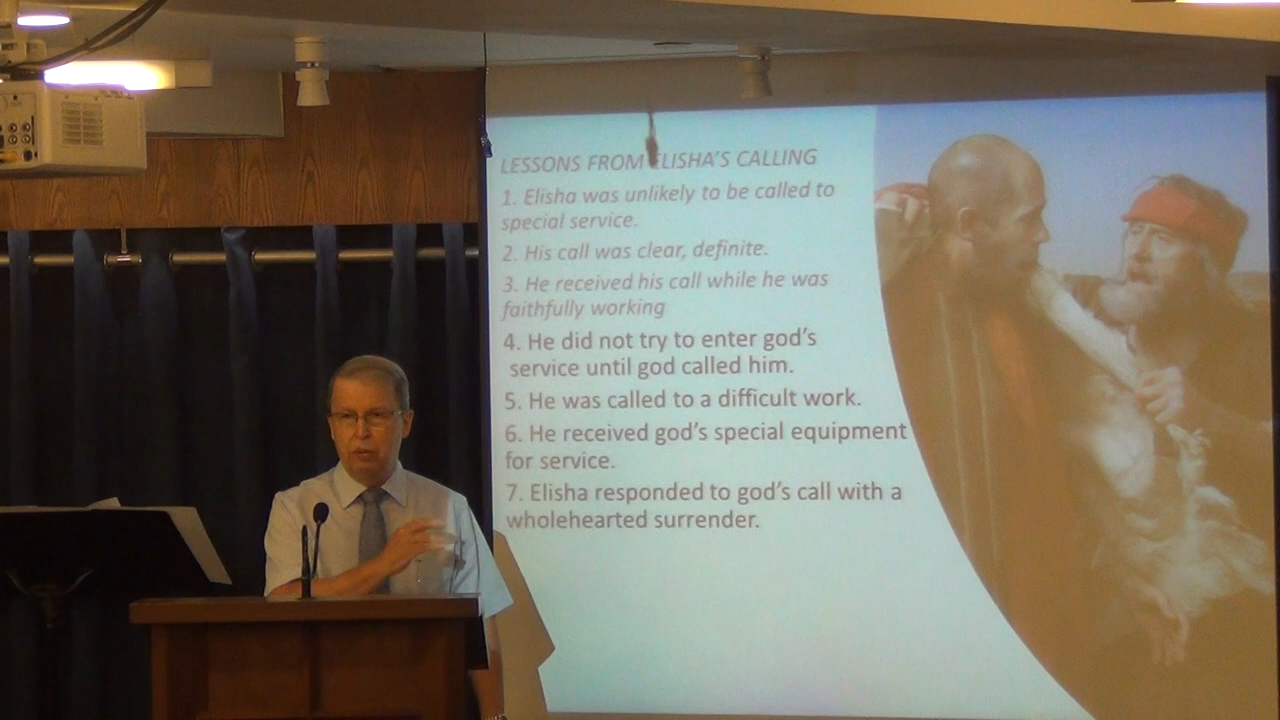 LESSONS FROM ELISHA'S CALLING
1. Elisha was unlikely to be called to
special service.
2. His call was clear, definite.
3. He received his call while he was
faithfully working
4. He did not try to enter god's
service until god called him.
5. He was called to a difficult work.
6. He received god's special equipment
for service.
7. Elisha responded to god's call with a
wholehearted surrender.